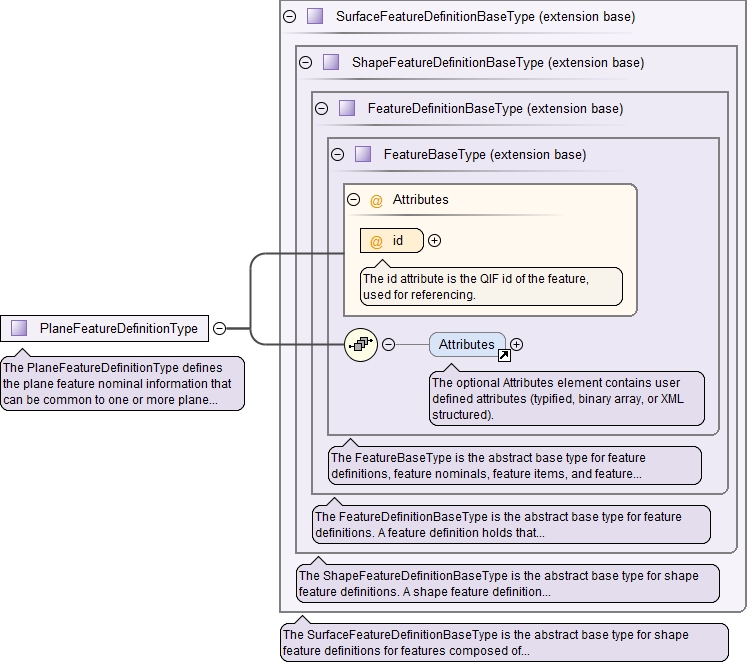 SurfaceFeatureDefinitionBaseType (extension base)
ShapeFeatureDefinitionBaseType (extension base)
FeatureDefinitionBaseType (extension base)
FeatureBaseType (extension base)
@ Attributes
@ id
The id attribute is the QIF id of the feature,
used for referencing.
PlaneFeatureDefinitionType
The PlaneFeatureDefinitionType defines
the plane feature nominal information that
can be common to one or more plane...
Attributes
The optional Attributes element contains user
defined attributes (typified, binary array, or XML
structured).
The FeatureBaseType is the abstract base type for feature
definitions, feature nominals, feature items, and feature...
The FeatureDefinitionBaseType is the abstract base type for feature
definitions. A feature definition holds that...
The ShapeFeatureDefinitionBaseType is the abstract base type for shape
feature definitions. A shape feature definition...
The SurfaceFeatureDefinitionBaseType is the abstract base type for shape
feature definitions for features composed of...